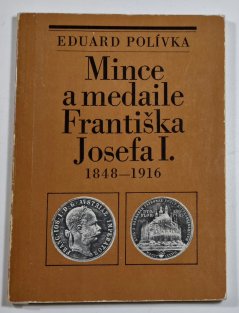 EDUARD POLÍVKA
Mince
a medaile
Františka
Josefa I.
1848—1916